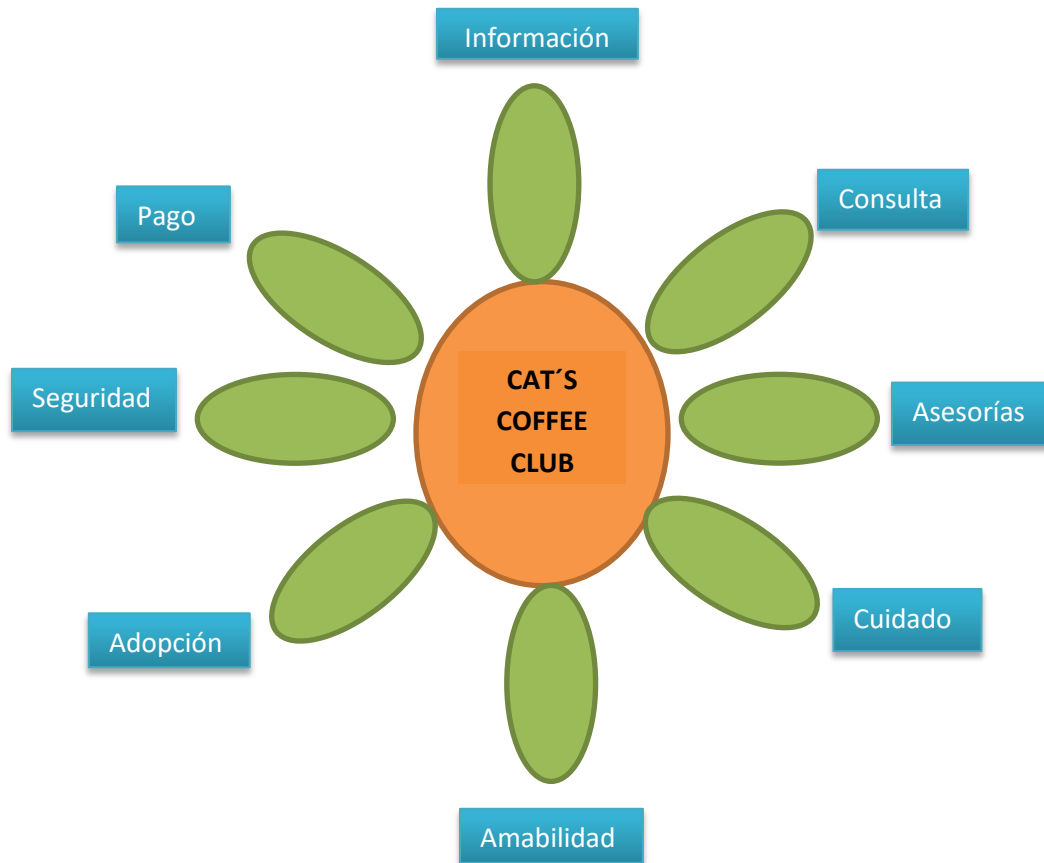 Información
Consulta
Pago
CAT´S
COFFEE
CLUB
Seguridad
Asesorías
Cuidado
Adopción
Amabilidad